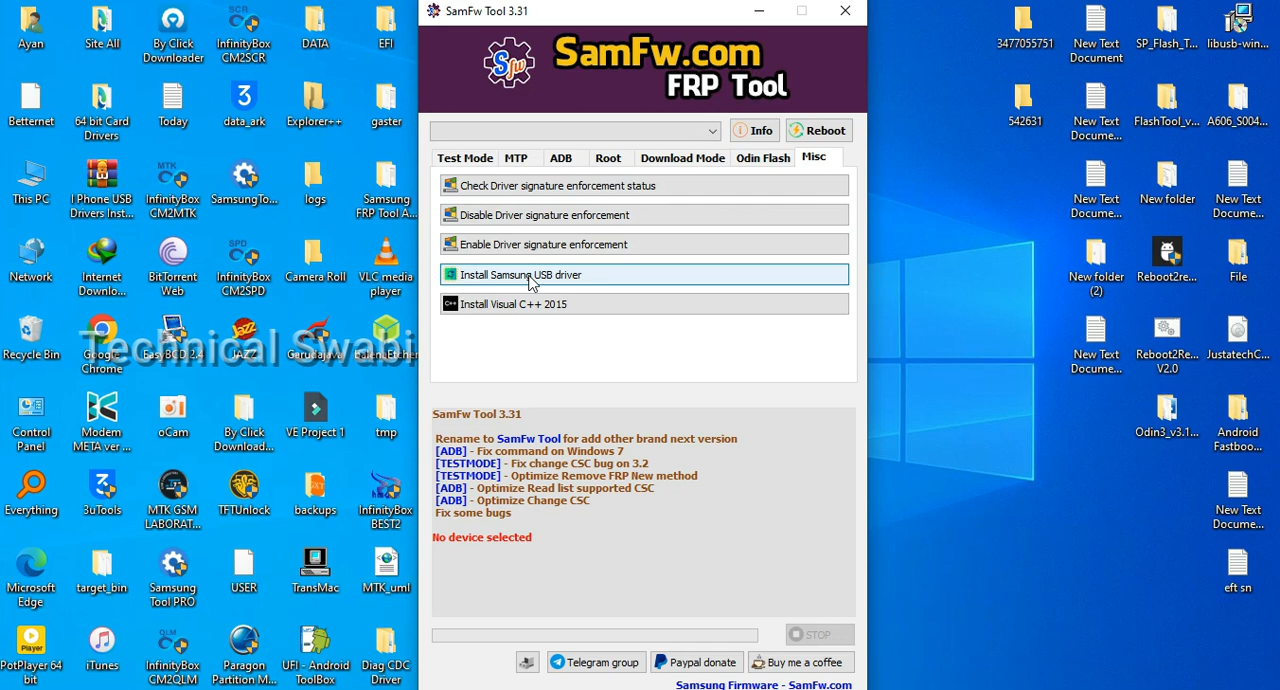 SamFw Tool 3.31
SamFw.com
FRP Tool
Sfw
Info
Reboot
Test Mode MTP ADB Root Download Mode Odin Flash Misc
Check Driver signature enforcement status
Disable Driver signature enforcement
Enable Driver signature enforcement
Install Samsung USB driver
C++ Install Visual C++ 2015
SamFw Tool 3.31
Rename to SamFw Tool for add other brand next version
[ADB] - Fix command on Windows 7
[TESTMODE] - Fix change CSC bug on 3.2
[TESTMODE] - Optimize Remove FRP New method
[ADB] - Optimize Read list supported CSC
[ADB] - Optimize Change CSC
Fix some bugs
No device selected
STOP
Telegram group
Paypal donate
Buy me a coffee
Samsung Firmware - SamFw.com
Technical Swabi
Ayan
Site All
By Click
Downloader
SCR
InfinityBox
CM2SCR
DATA
EFI
Betternet
64 bit Card
Drivers
Today
data_ark
Explorer++
gaster
This PC
I Phone USB
Drivers Inst...
MTK
InfinityBox
CM2MTK
SamsungTo...
logs
Samsung
FRP Tool A...
Network
Internet
Downlo...
BitTorrent
Web
SPD
InfinityBox
CM2SPD
Camera Roll
VLC media
player
Recycle Bin
Google
Chrome
EasyBCD 2.4
JAZZ
Garudajava
balenaEtcher
Control
Panel
Modem
META ver ...
oCam
By Click
Download...
VE Project 1
tmp
Everything
3uTools
MTK GSM
LABORAT...
TFTUnlock
backups
InfinityBox
BEST2
Microsoft
Edge
target_bin
Samsung
Tool PRO
USER
TransMac
MTK_uml
Player
PotPlayer 64
bit
iTunes
QLM
InfinityBox
CM2QLM
Paragon
Partition M...
UFI - Android
ToolBox
Diag CDC
Driver
3477055751
New Text
Document
SP_Flash_T...
libusb-win...
542631
New Text
Docume...
FlashTool_v...
A606_S004...
New Text
Docume...
New folder
New Text
Docume...
New folder
(2)
Reboot2re...
File
New Text
Docume...
Reboot2Re...
V2.0
JustatechC...
Odin3_v3.1...
Android
Fastboo...
New Text
Docume...
eft sn